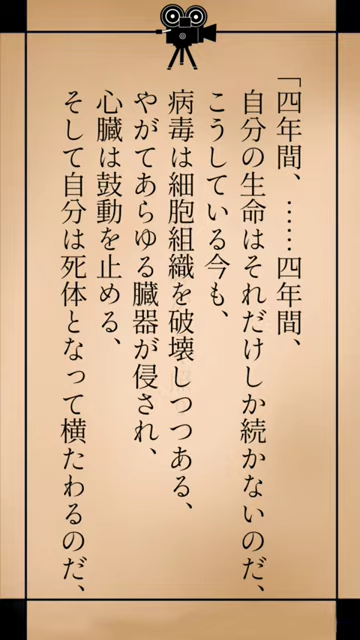 「四年間、……四年間、
自分の生命はそれだけしか続かないのだ、
こうしている今も、
病毒は細胞組織を破壊しつつある、
やがてあらゆる臓器が侵され、
心臓は鼓動を止める、
そして自分は死体となって横たわるのだ、